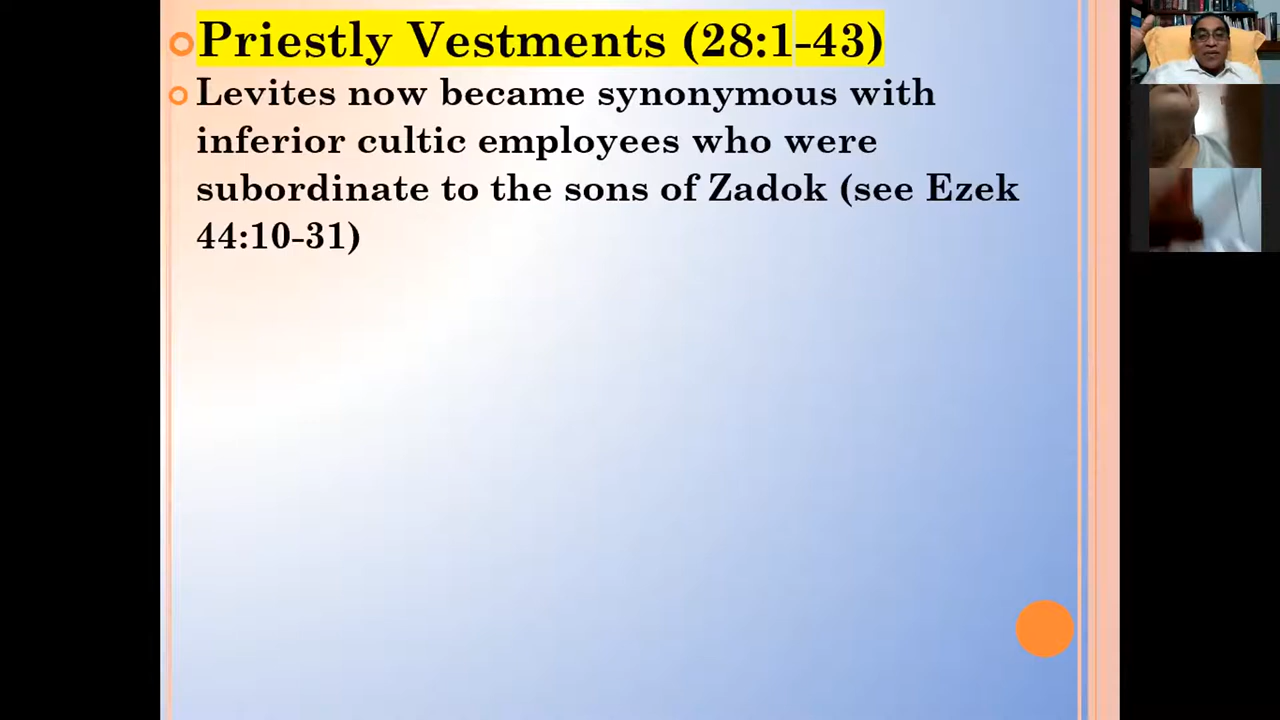 Priestly Vestments (28:1-43)
Levites now became synonymous with
inferior cultic employees who were
subordinate to the sons of Zadok (see Ezek
44:10-31)